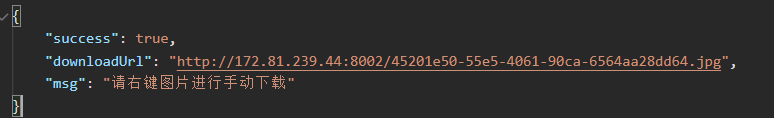 {
"success": true,
"downloadUrl": "http://172.81.239.44:8002/45201e50-55e5-4061-90ca-6564aa28dd64.jpg",
"msg": "请右键图片进行手动下载"
}